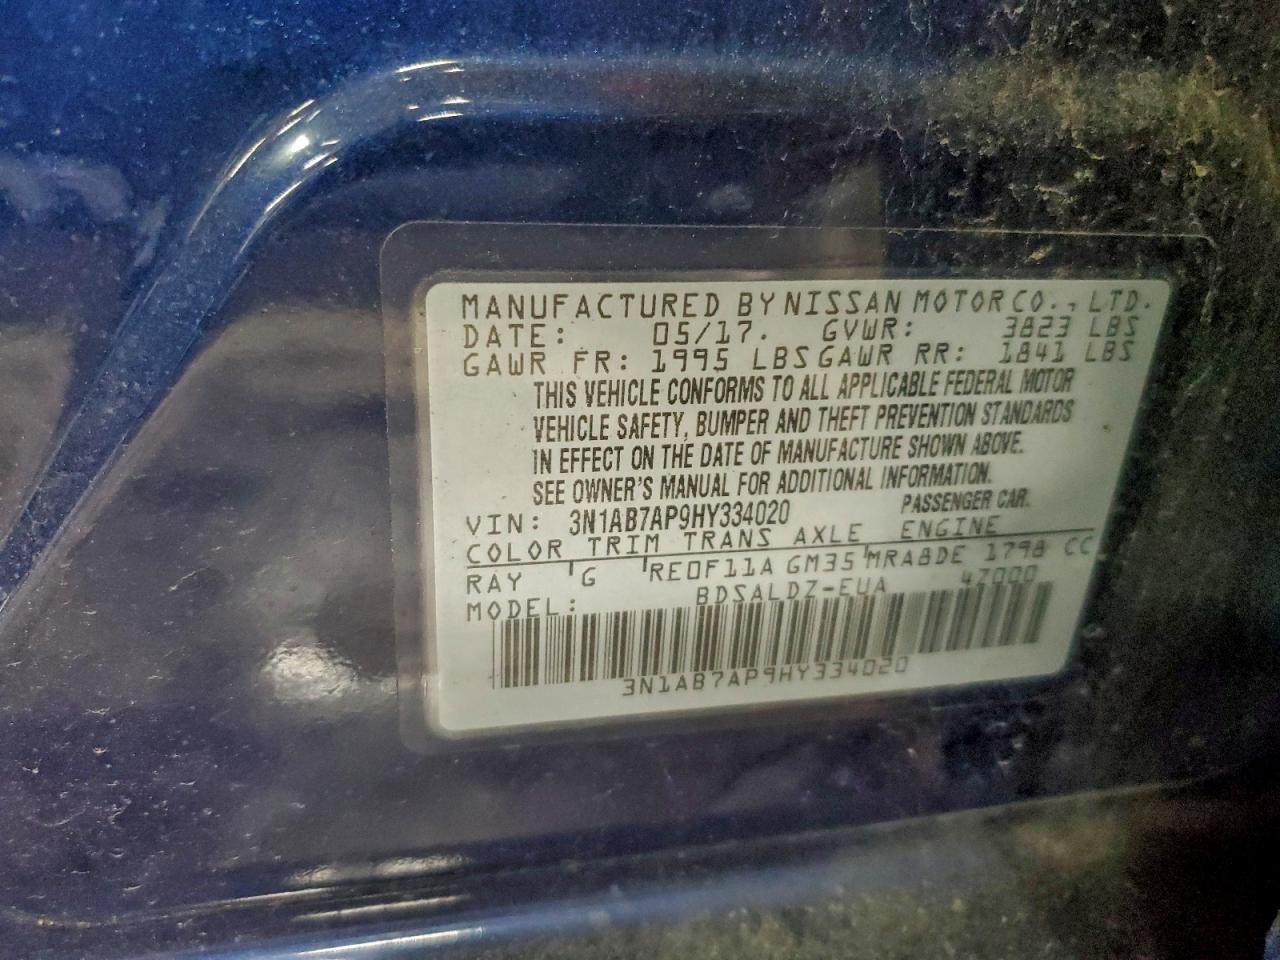 MANUFACTURED BY NISSAN MOTOR CO., LTD.
DATE: 05/17. GVWR: 3823 LBS
GAWR FR: 1995 LBS GAWR RR: 1841 LBS
THIS VEHICLE CONFORMS TO ALL APPLICABLE FEDERAL MOTOR
VEHICLE SAFETY, BUMPER AND THEFT PREVENTION STANDARDS
IN EFFECT ON THE DATE OF MANUFACTURE SHOWN ABOVE.
SEE OWNER'S MANUAL FOR ADDITIONAL INFORMATION.
VIN: 3N1AB7AP9HY334020 PASSENGER CAR.
COLOR TRIM TRANS AXLE ENGINE
RAY G RE0F11A GM35 MRA8DE 1798 CC
MODEL: BDSALDZ-EUA 47000
3N1AB7AP9HY334020